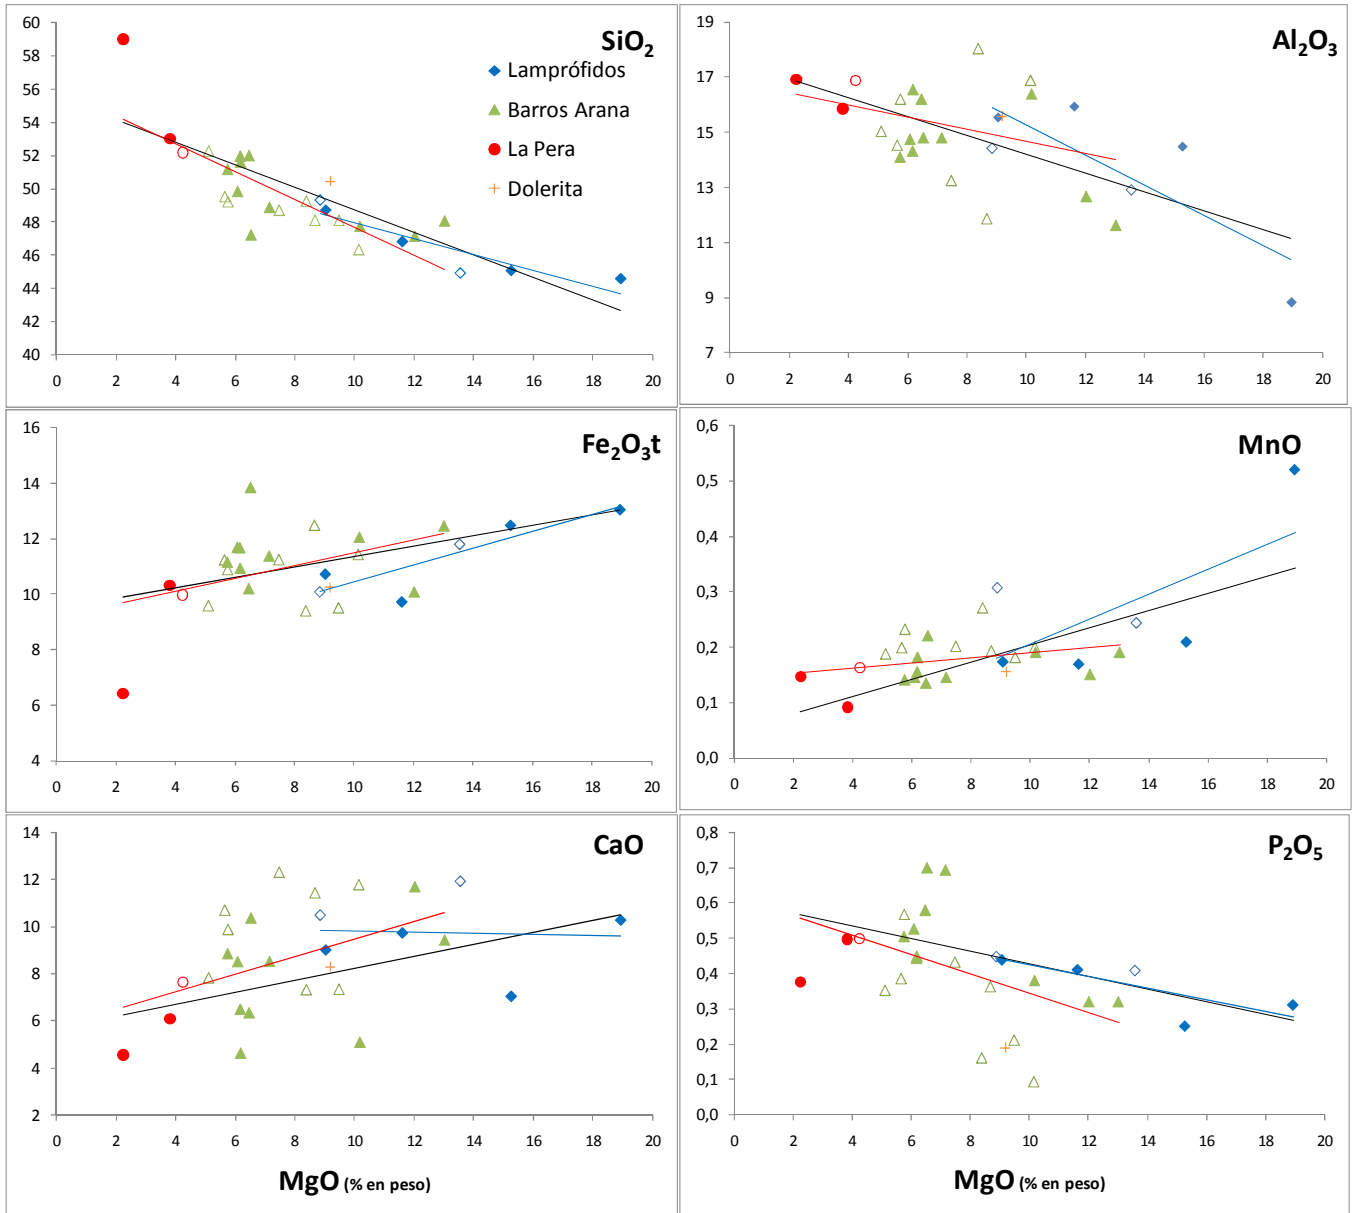 SiO₂
60
58
56
54
52
50
48
46
44
42
40
0 2 4 6 8 10 12 14 16 18 20
Lamprófidos
Barros Arana
La Pera
Dolerita
Al₂O₃
19
17
15
13
11
9
7
0 2 4 6 8 10 12 14 16 18 20
Fe₂O₃t
16
14
12
10
8
6
4
0 2 4 6 8 10 12 14 16 18 20
MnO
0,6
0,5
0,4
0,3
0,2
0,1
0,0
0 2 4 6 8 10 12 14 16 18 20
CaO
14
12
10
8
6
4
2
0 2 4 6 8 10 12 14 16 18 20
MgO (% en peso)
P₂O₅
0,8
0,7
0,6
0,5
0,4
0,3
0,2
0,1
0,0
0 2 4 6 8 10 12 14 16 18 20
MgO (% en peso)